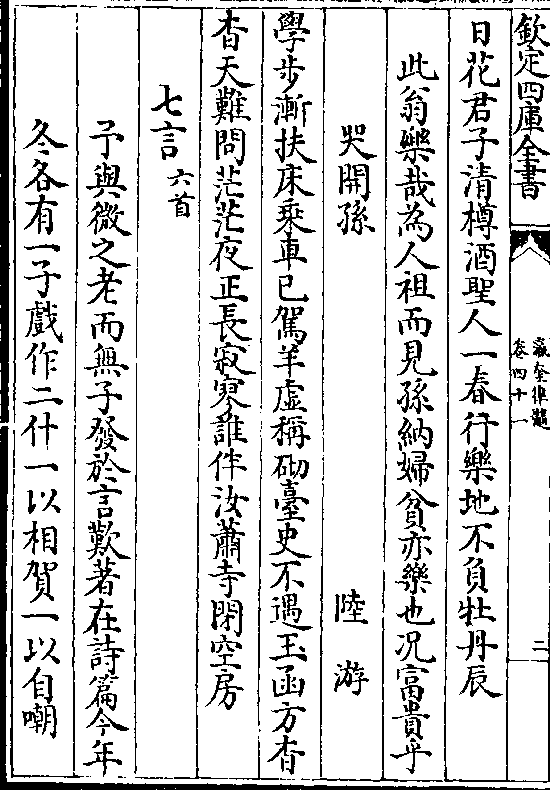 欽定四庫全書
瀛奎律髓
卷四十一
二
日花君子清樽酒聖人一春行樂地不負牡丹辰
此翁樂哉為人祖而見孫納婦貧亦樂也况富貴乎
哭開孫 陸游
學步漸扶床乘車已駕羊虛稱砌臺史不遇玉函方杳
杳天難問茫茫夜正長寂寥誰伴汝蕭寺閉空房
七言六首
予與微之老而無子發於言歎著在詩篇今年
冬各有一子戲作二什一以相賀一以自嘲